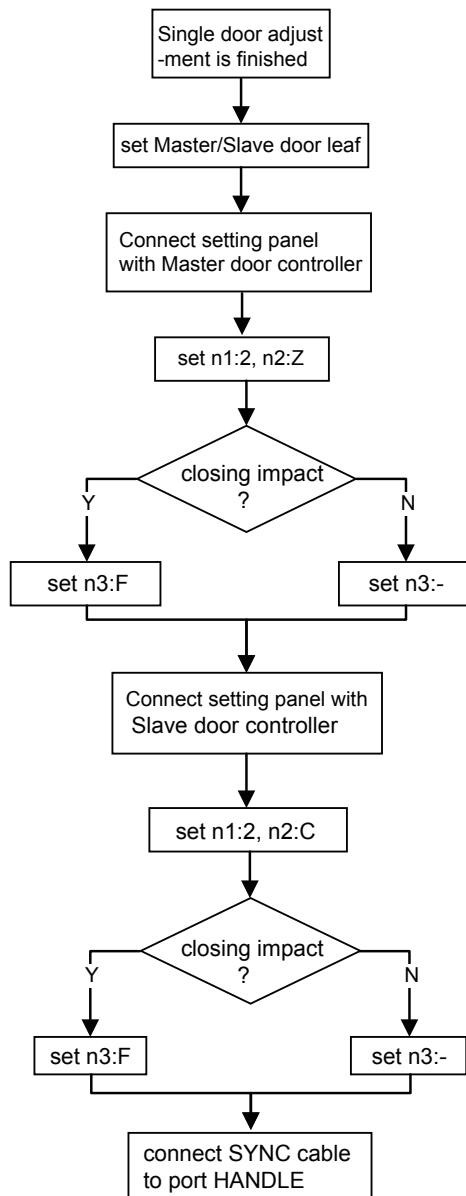 Single door adjust
-ment is finished
set Master/Slave door leaf
Connect setting panel
with Master door controller
set n1:2, n2:Z
closing impact
?
Y
N
set n3:F
set n3:-
Connect setting panel with
Slave door controller
set n1:2, n2:C
closing impact
?
Y
N
set n3:F
set n3:-
connect SYNC cable
to port HANDLE